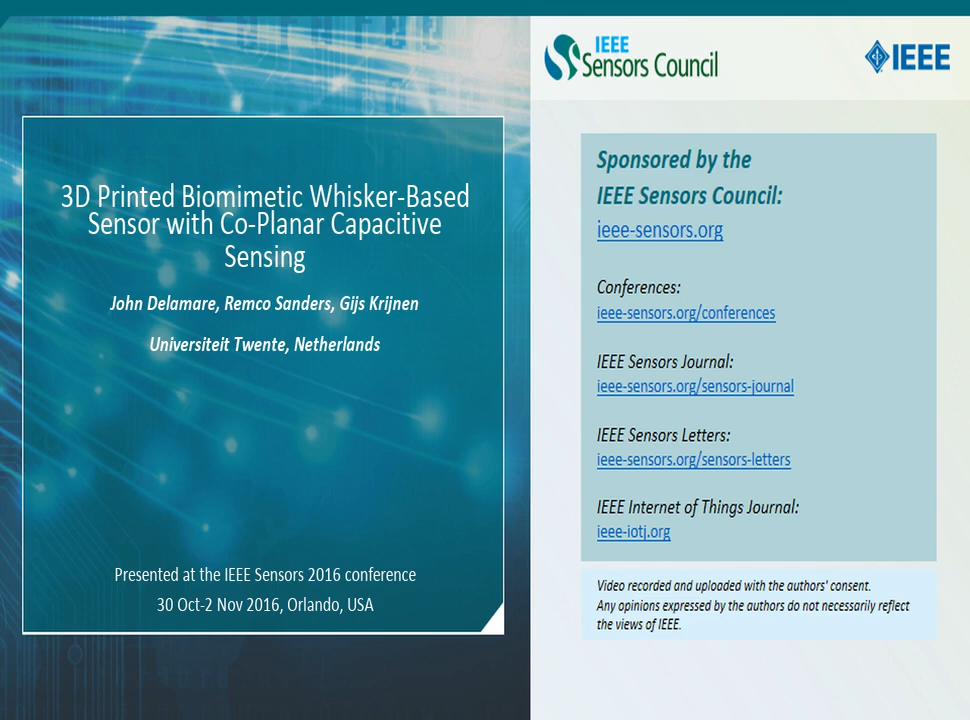 3D Printed Biomimetic Whisker-Based
Sensor with Co-Planar Capacitive
Sensing
John Delamare, Remco Sanders, Gijs Krijnen
Universiteit Twente, Netherlands
Presented at the IEEE Sensors 2016 conference
30 Oct-2 Nov 2016, Orlando, USA
IEEE
Sensors Council
IEEE
Sponsored by the
IEEE Sensors Council:
ieee-sensors.org
Conferences:
ieee-sensors.org/conferences
IEEE Sensors Journal:
ieee-sensors.org/sensors-journal
IEEE Sensors Letters:
ieee-sensors.org/sensors-letters
IEEE Internet of Things Journal:
ieee-iotj.org
Video recorded and uploaded with the authors' consent.
Any opinions expressed by the authors do not necessarily reflect
the views of IEEE.